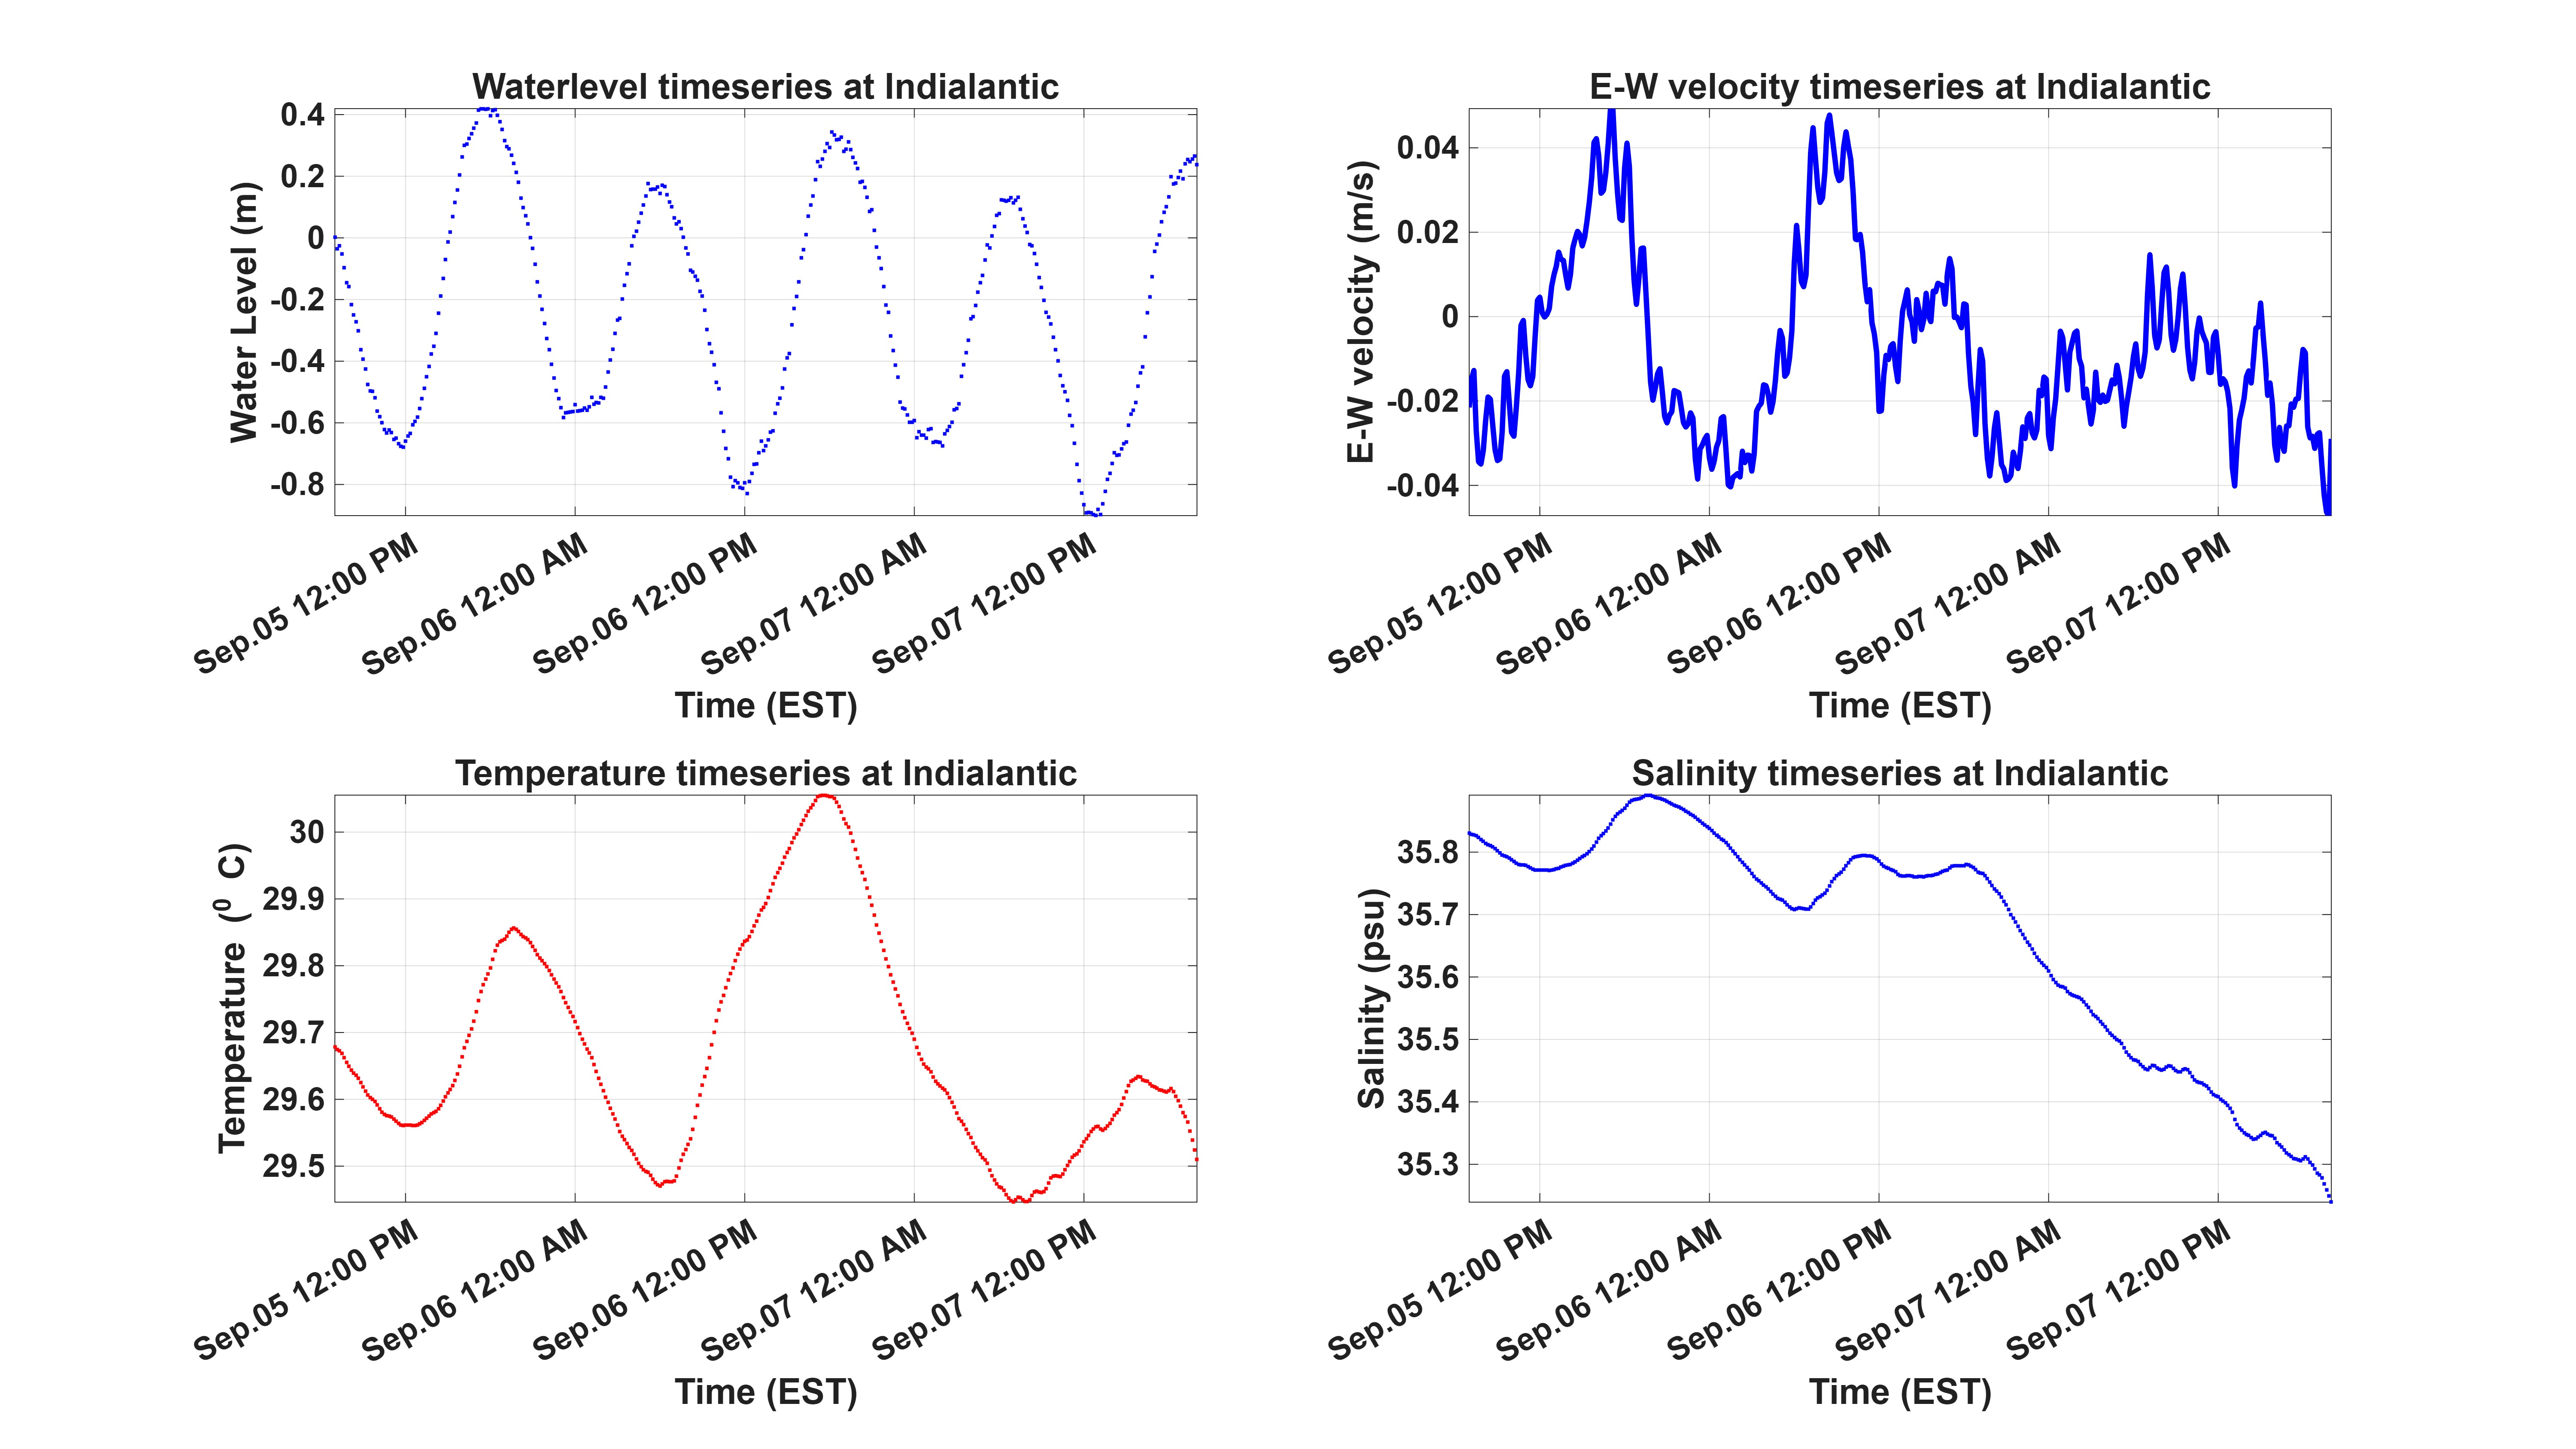 Waterlevel timeseries at Indialantic
Water Level (m)
0.4
0.2
0
-0.2
-0.4
-0.6
-0.8
Sep.05 12:00 PM
Sep.06 12:00 AM
Sep.06 12:00 PM
Sep.07 12:00 AM
Sep.07 12:00 PM
Time (EST)
E-W velocity timeseries at Indialantic
E-W velocity (m/s)
0.04
0.02
0
-0.02
-0.04
Sep.05 12:00 PM
Sep.06 12:00 AM
Sep.06 12:00 PM
Sep.07 12:00 AM
Sep.07 12:00 PM
Time (EST)
Temperature timeseries at Indialantic
Temperature (⁰ C)
30
29.9
29.8
29.7
29.6
29.5
Sep.05 12:00 PM
Sep.06 12:00 AM
Sep.06 12:00 PM
Sep.07 12:00 AM
Sep.07 12:00 PM
Time (EST)
Salinity timeseries at Indialantic
Salinity (psu)
35.8
35.7
35.6
35.5
35.4
35.3
Sep.05 12:00 PM
Sep.06 12:00 AM
Sep.06 12:00 PM
Sep.07 12:00 AM
Sep.07 12:00 PM
Time (EST)